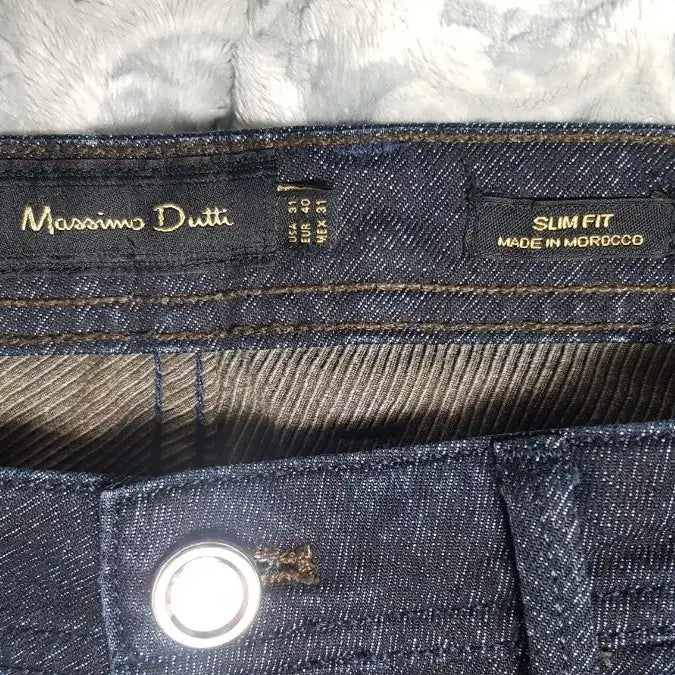 Massimo Dutti
USA 31
EUR 40
MEX 31
SLIM FIT
MADE IN MOROCCO